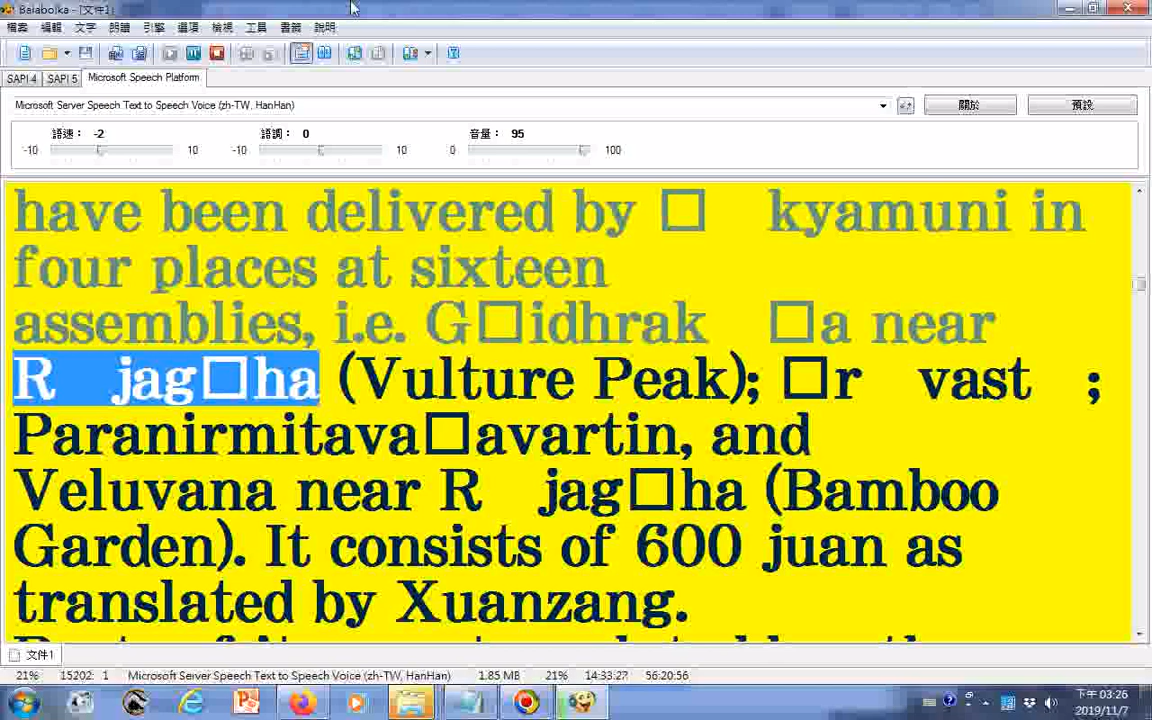 Balabolka - [文件1]
檔案 編輯 文字 朗讀 引擎 選項 檢視 工具 書籤 說明
SAPI 4 SAPI 5 Microsoft Speech Platform
Microsoft Server Speech Text to Speech Voice (zh-TW, HanHan) 關於 預設
語速： -2 語調： 0 音量： 95
-10 10 -10 10 0 100
have been delivered by □ kyamuni in
four places at sixteen
assemblies, i.e. G□idhrak □a near
R jag□ha (Vulture Peak); □r vast ;
Paranirmitava□avartin, and
Veluvana near R jag□ha (Bamboo
Garden). It consists of 600 juan as
translated by Xuanzang.
文件1
21% 15202: 1 Microsoft Server Speech Text to Speech Voice (zh-TW, HanHan) 1.85 MB 21% 14:33:27 56:20:56
下午 03:26
2019/11/7